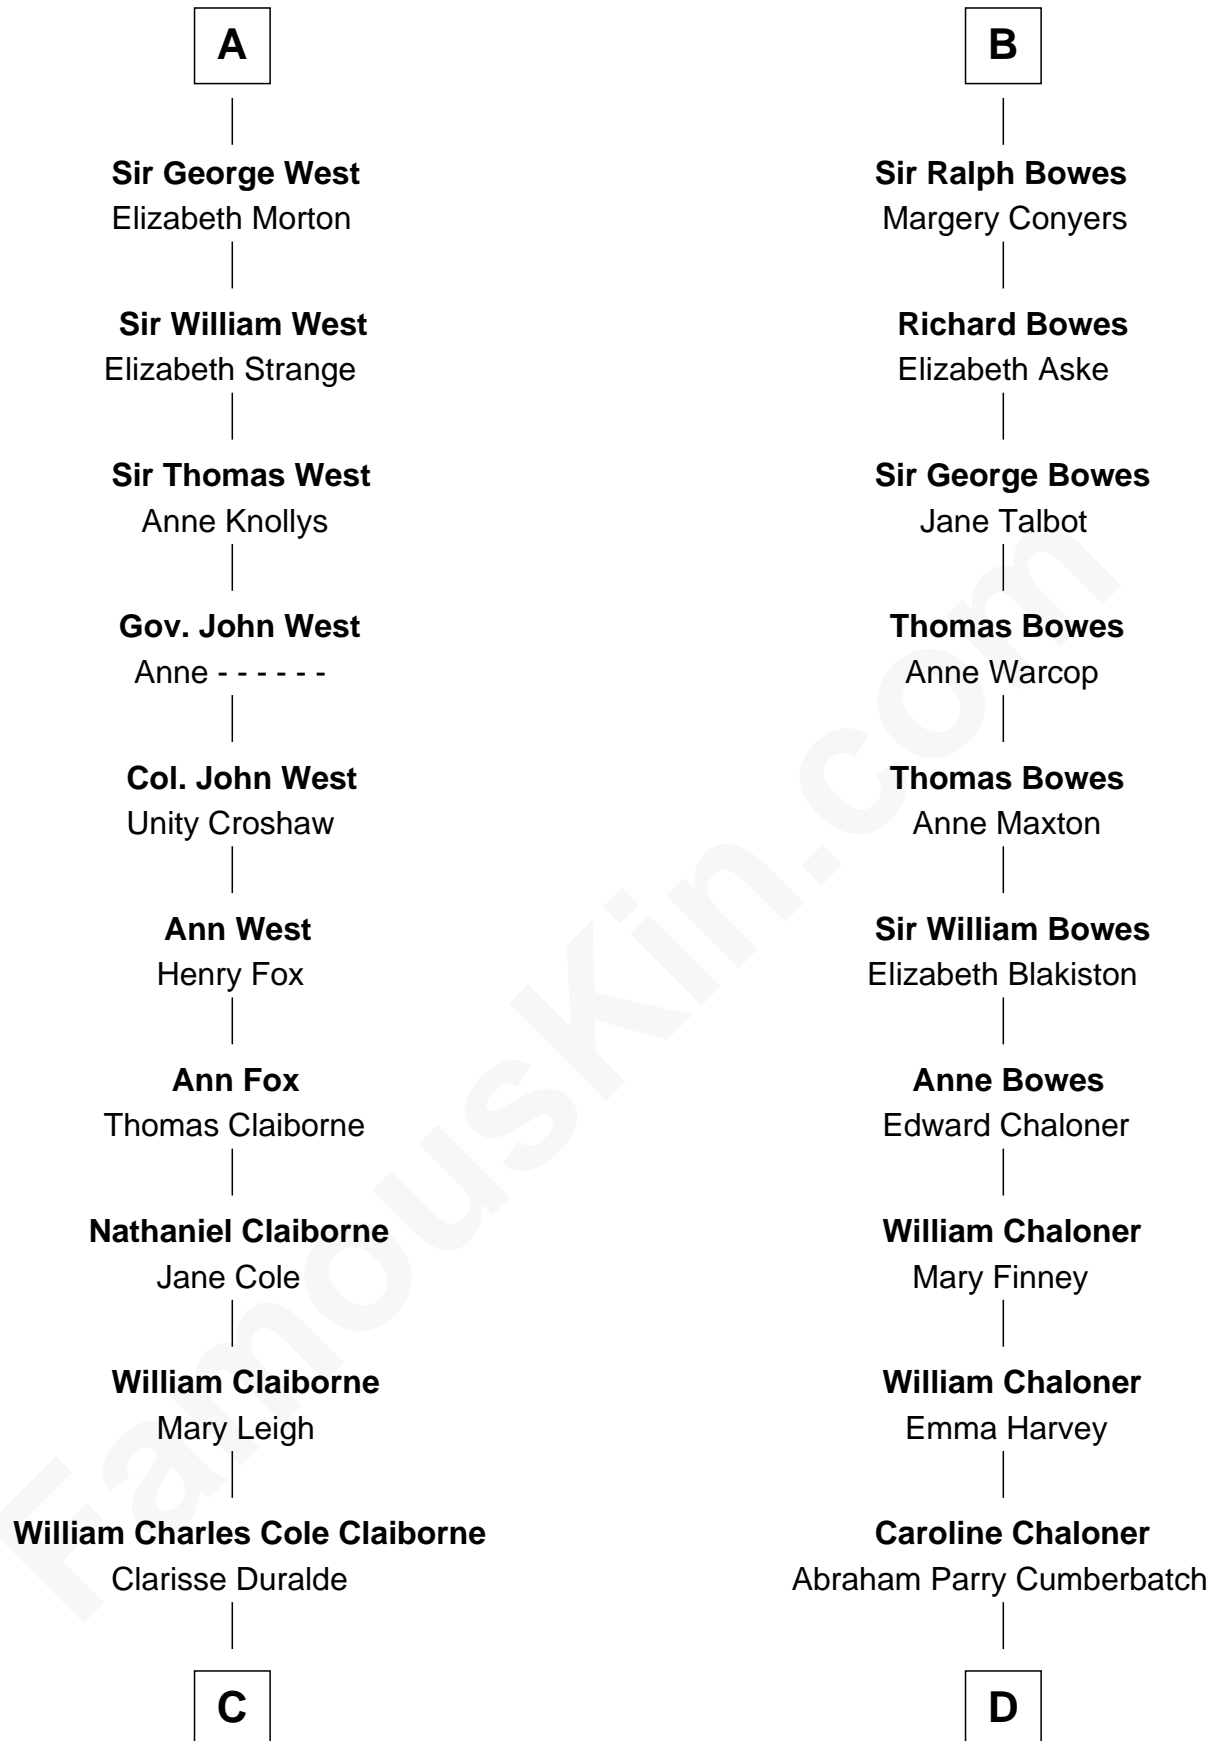 A
Sir George West
Elizabeth Morton
Sir William West
Elizabeth Strange
Sir Thomas West
Anne Knollys
Gov. John West
Anne - - - - - -
Col. John West
Unity Croshaw
Ann West
Henry Fox
Ann Fox
Thomas Claiborne
Nathaniel Claiborne
Jane Cole
William Claiborne
Mary Leigh
William Charles Cole Claiborne
Clarisse Duralde
C
B
Sir Ralph Bowes
Margery Conyers
Richard Bowes
Elizabeth Aske
Sir George Bowes
Jane Talbot
Thomas Bowes
Anne Warcop
Thomas Bowes
Anne Maxton
Sir William Bowes
Elizabeth Blakiston
Anne Bowes
Edward Chaloner
William Chaloner
Mary Finney
William Chaloner
Emma Harvey
Caroline Chaloner
Abraham Parry Cumberbatch
D
FamousKin.com